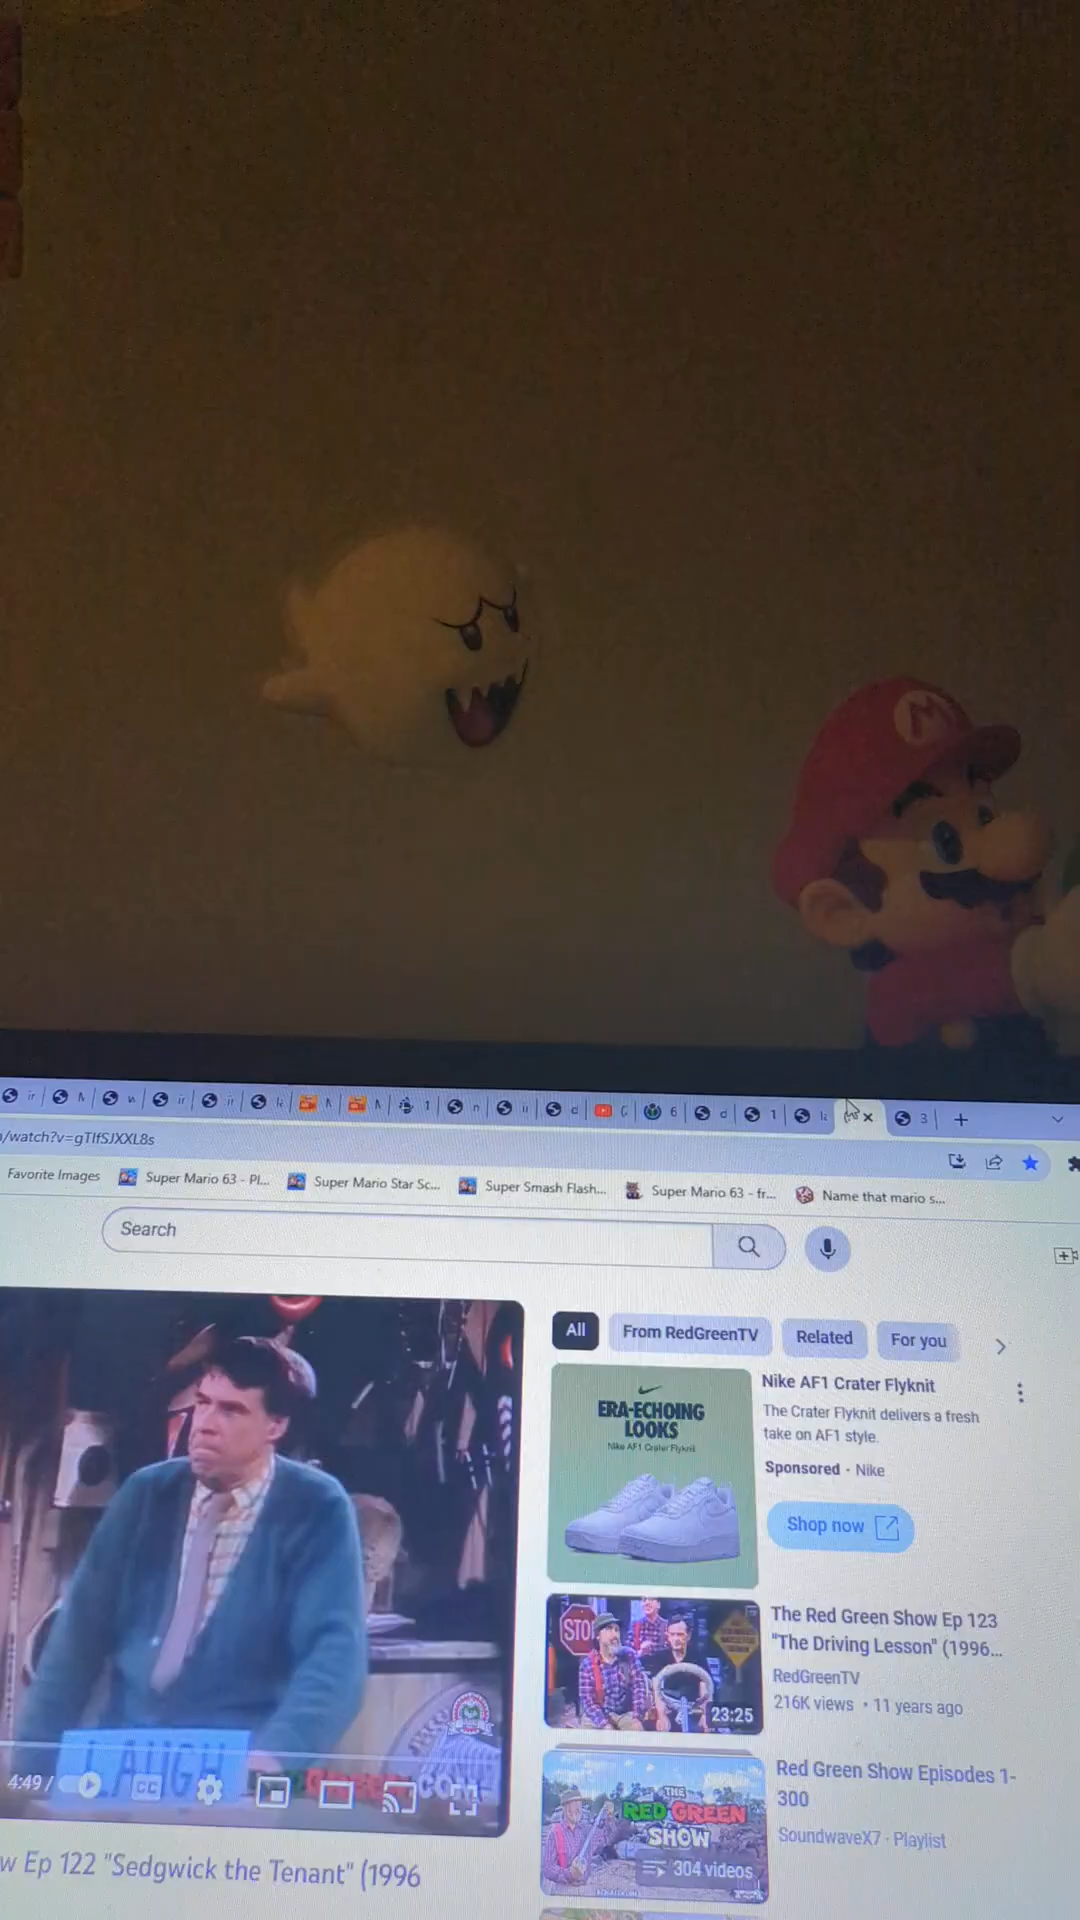 M
/watch?v=gTIfSJXXL8s
Favorite Images
Super Mario 63 - Pl...
Super Mario Star Sc...
Super Smash Flash...
Super Mario 63 - fr...
Name that mario s...
Search
All
From RedGreenTV
Related
For you
ERA-ECHOING
LOOKS
Nike AF1 Crater Flyknit
Nike AF1 Crater Flyknit
The Crater Flyknit delivers a fresh
take on AF1 style.
Sponsored · Nike
Shop now
STO
23:25
The Red Green Show Ep 123
"The Driving Lesson" (1996...
RedGreenTV
216K views • 11 years ago
THE
RED GREEN
SHOW
304 videos
Red Green Show Episodes 1-
300
SoundwaveX7 · Playlist
LAUGH
4:49 /
CC
w Ep 122 "Sedgwick the Tenant" (1996